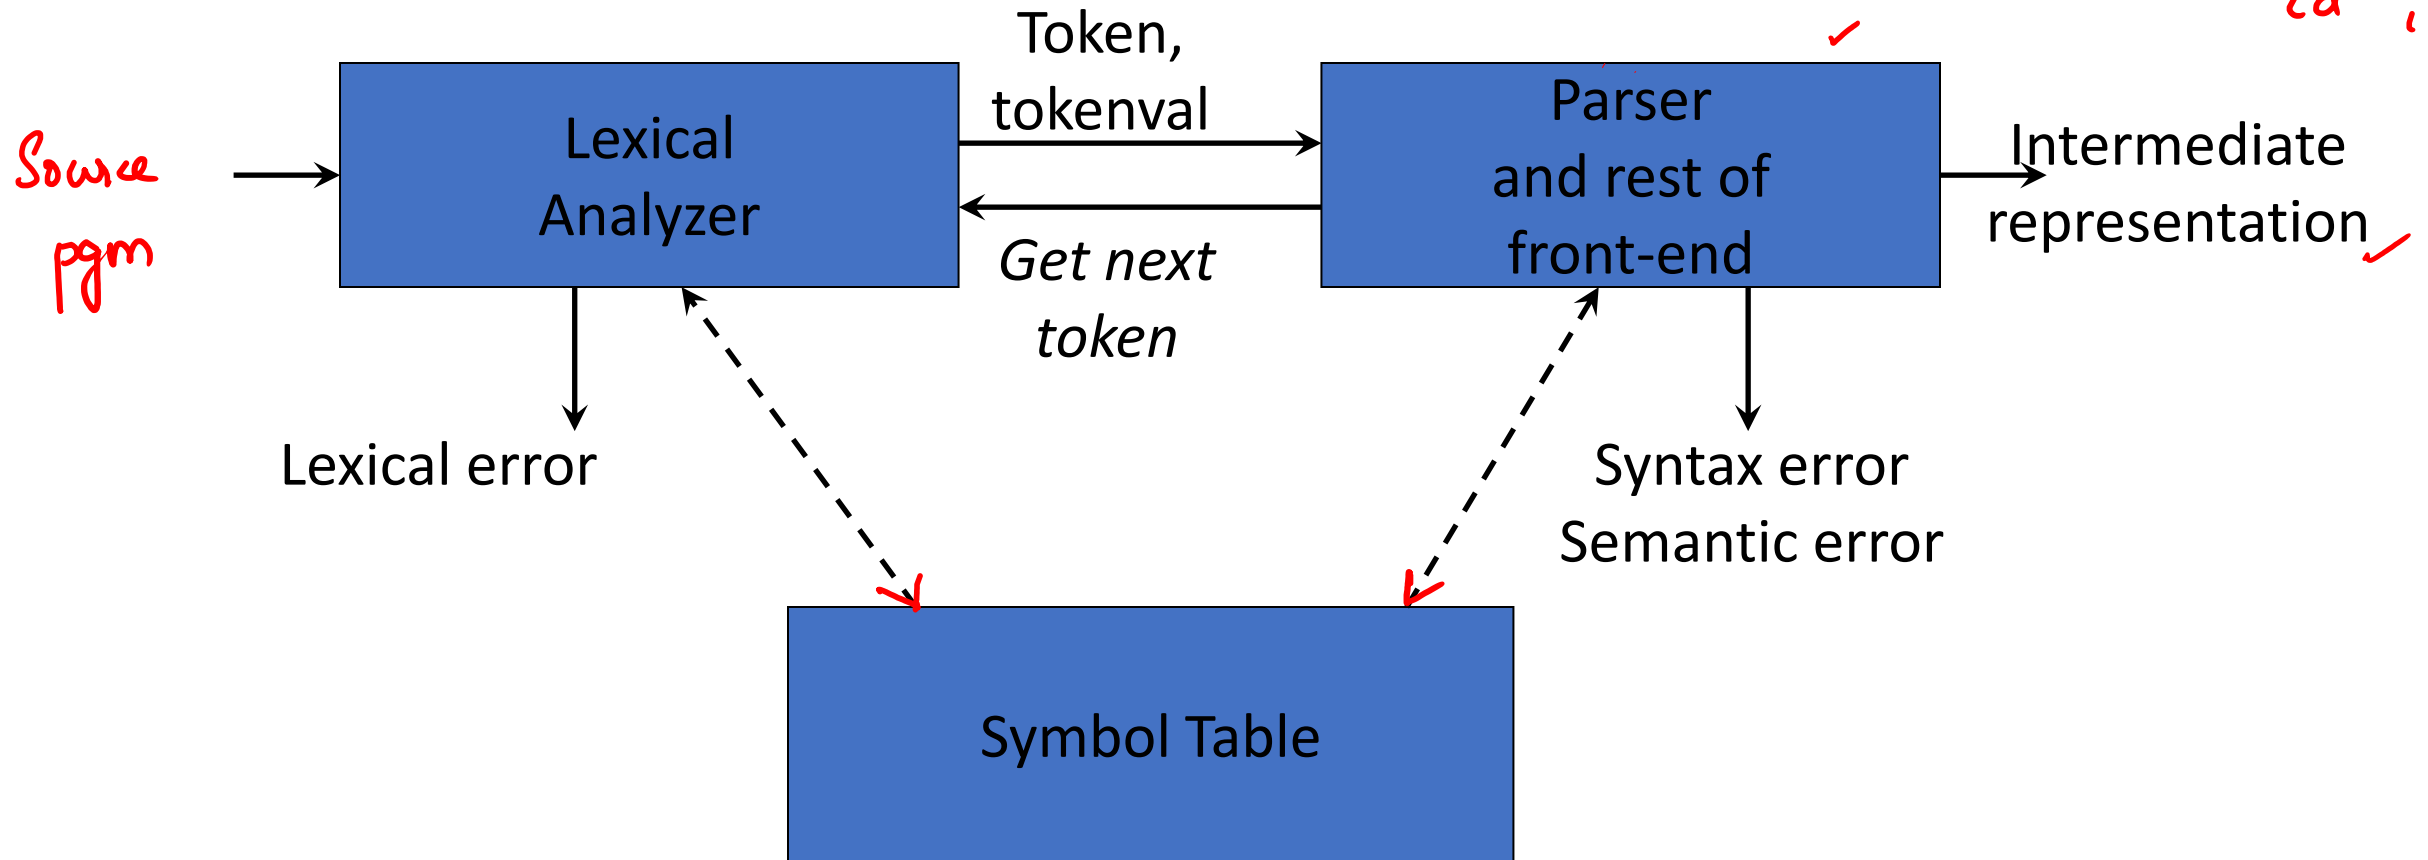 Token,
tokenval
Source
pgm
Lexical
Analyzer
Parser
and rest of
front-end
Intermediate
representation
Get next
token
Lexical error
Syntax error
Semantic error
Symbol Table